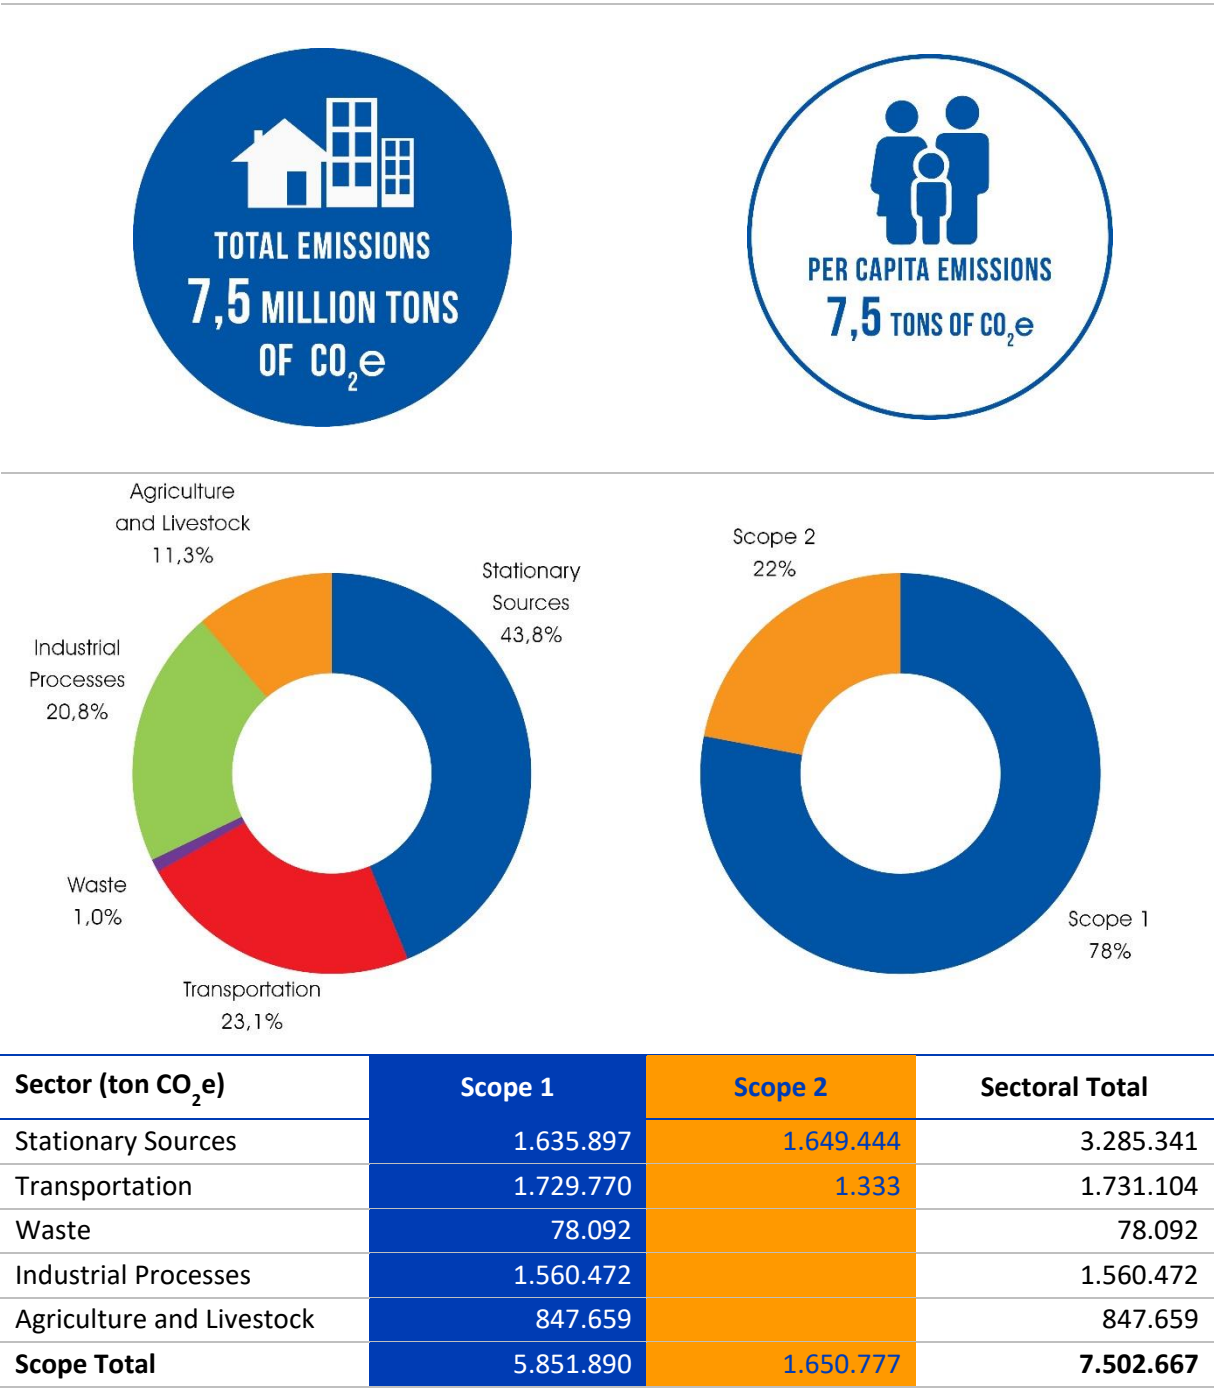 TOTAL EMISSIONS
7,5 MILLION TONS
OF CO2e
PER CAPITA EMISSIONS
7,5 TONS OF CO2e
Agriculture
and Livestock
11,3%
Stationary
Sources
43,8%
Industrial
Processes
20,8%
Waste
1,0%
Transportation
23,1%
Scope 2
22%
Scope 1
78%
Sector (ton CO2e) Scope 1 Scope 2 Sectoral Total
Stationary Sources 1.635.897 1.649.444 3.285.341
Transportation 1.729.770 1.333 1.731.104
Waste 78.092 78.092
Industrial Processes 1.560.472 1.560.472
Agriculture and Livestock 847.659 847.659
Scope Total 5.851.890 1.650.777 7.502.667